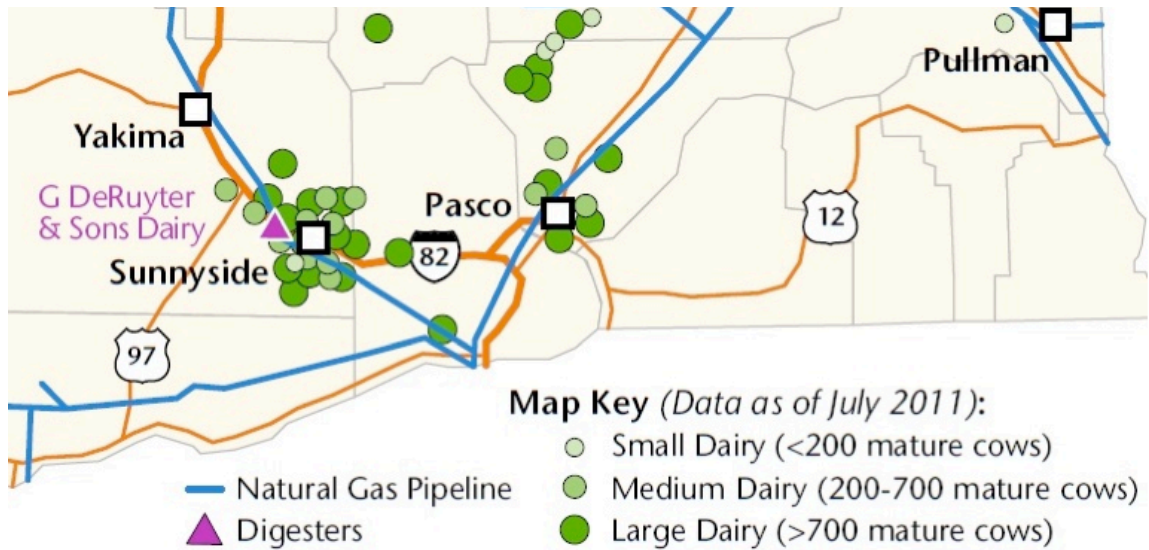 Pullman
Yakima
G DeRuyter
& Sons Dairy
Pasco
12
82
Sunnyside
97
Map Key (Data as of July 2011):
Small Dairy (<200 mature cows)
Natural Gas Pipeline
Medium Dairy (200-700 mature cows)
Digesters
Large Dairy (>700 mature cows)